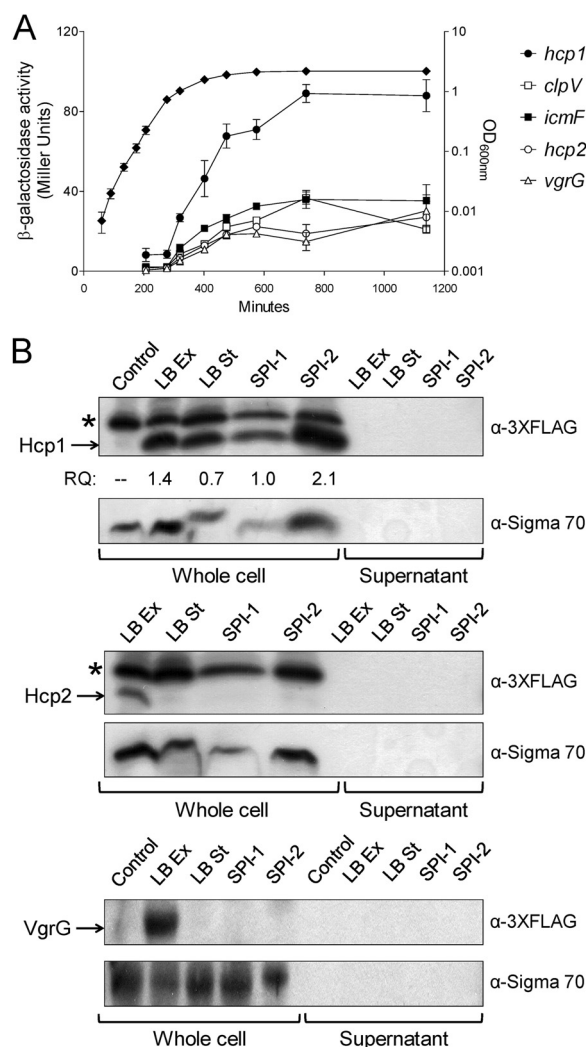 A
β-galactosidase activity
(Miller Units)
120
80
40
0
0 200 400 600 800 1000 1200
Minutes
10
1
0.1
0.01
0.001
OD600nm
hcp1
clpV
icmF
hcp2
vgrG
B
Control LB Ex LB St SPI-1 SPI-2 LB Ex LB St SPI-1 SPI-2
*
Hcp1
α-3XFLAG
RQ: -- 1.4 0.7 1.0 2.1
α-Sigma 70
Whole cell Supernatant
LB Ex LB St SPI-1 SPI-2 LB Ex LB St SPI-1 SPI-2
*
Hcp2
α-3XFLAG
α-Sigma 70
Whole cell Supernatant
Control LB Ex LB St SPI-1 SPI-2 Control LB Ex LB St SPI-1 SPI-2
VgrG
α-3XFLAG
α-Sigma 70
Whole cell Supernatant